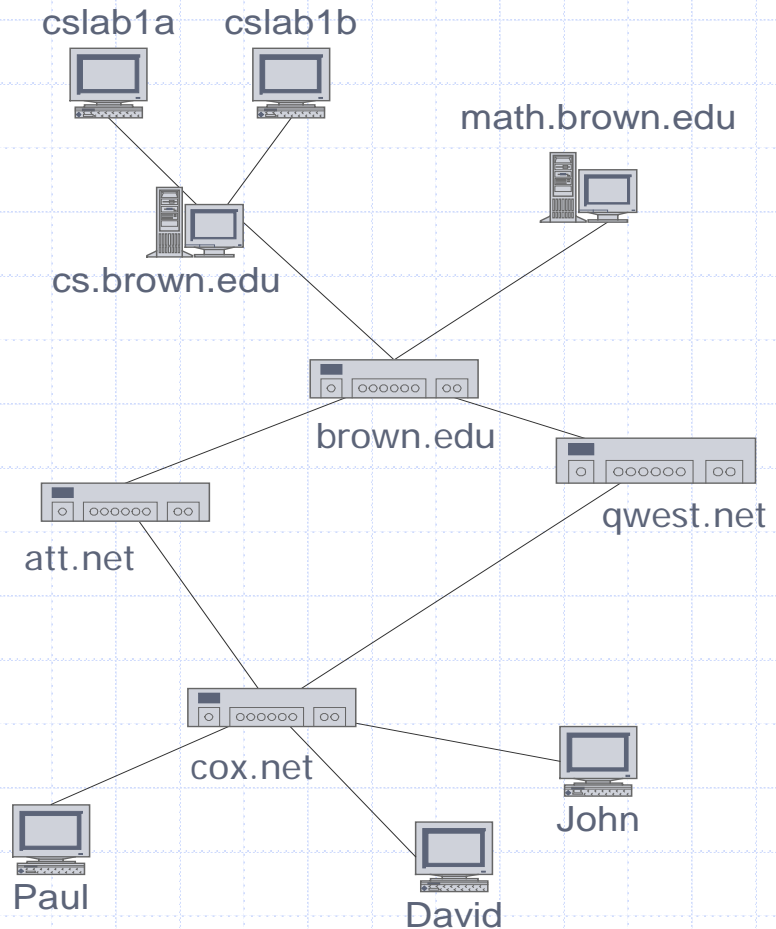 cslab1a
cslab1b
math.brown.edu
cs.brown.edu
brown.edu
qwest.net
att.net
cox.net
John
Paul
David